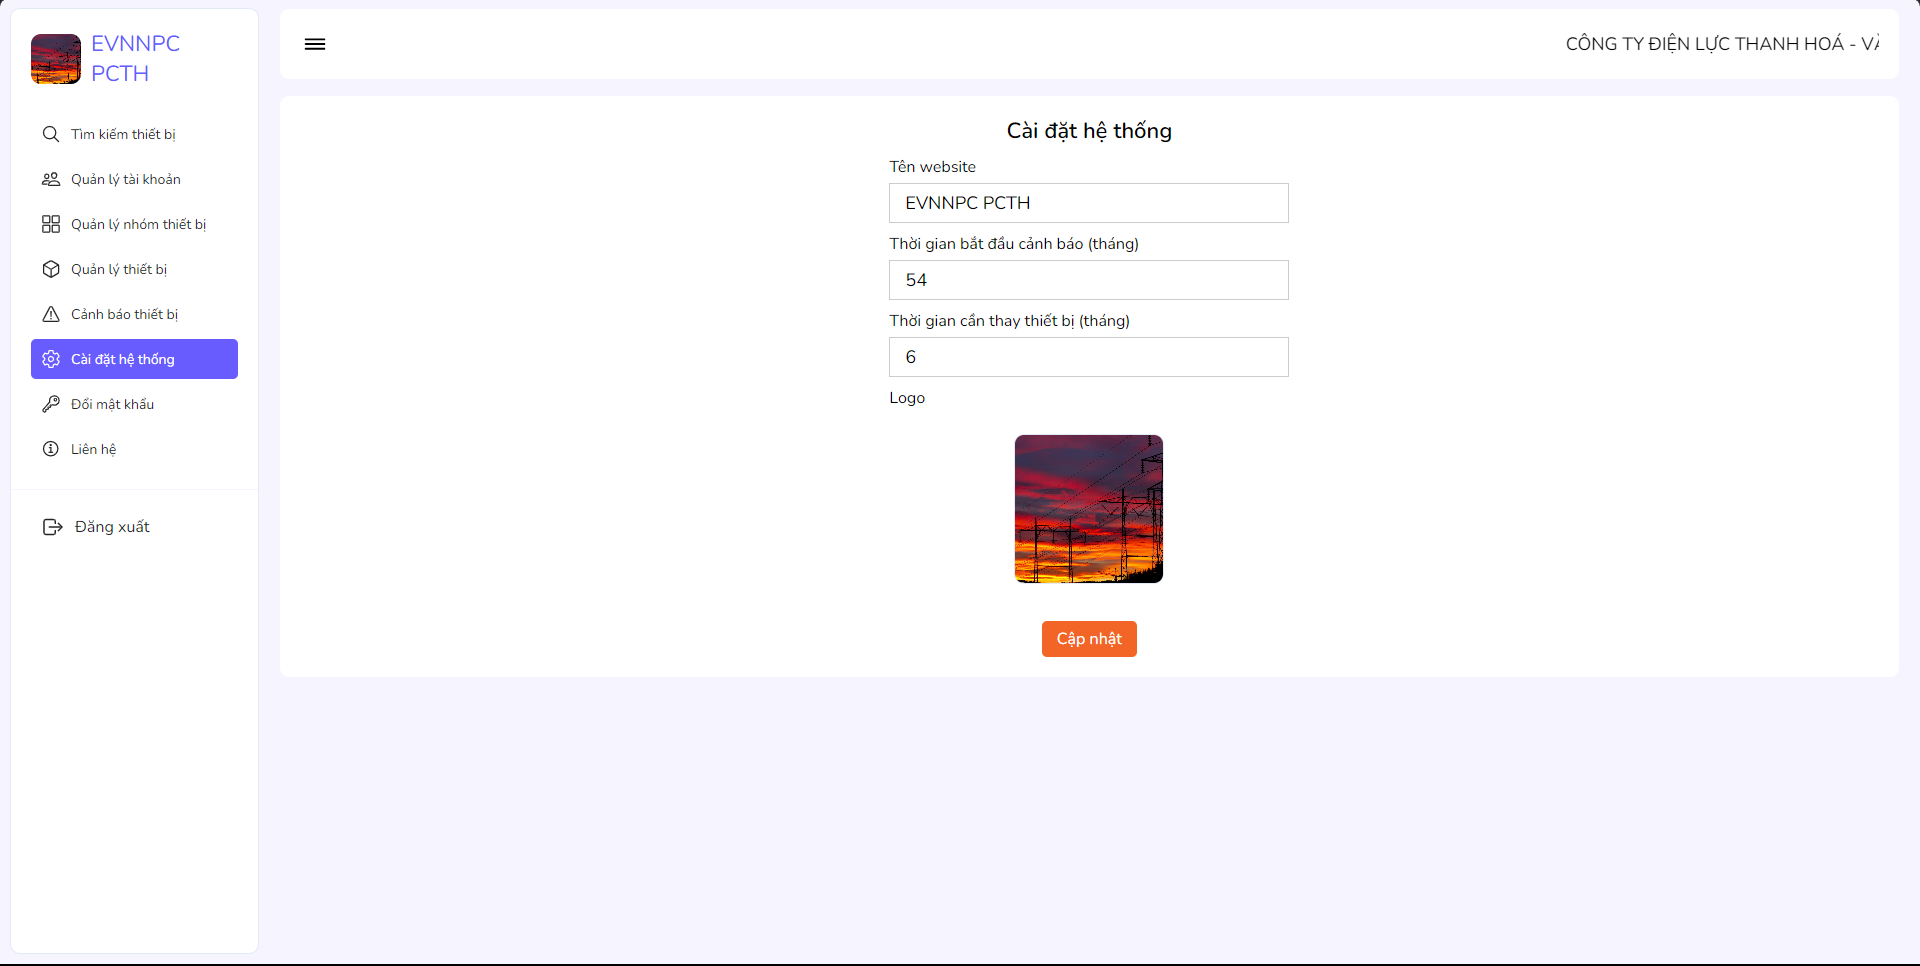 EVNNPC
PCTH
Tìm kiếm thiết bị
Quản lý tài khoản
Quản lý nhóm thiết bị
Quản lý thiết bị
Cảnh báo thiết bị
Cài đặt hệ thống
Đổi mật khẩu
Liên hệ
Đăng xuất
CÔNG TY ĐIỆN LỰC THANH HOÁ -
Cài đặt hệ thống
Tên website
EVNNPC PCTH
Thời gian bắt đầu cảnh báo (tháng)
54
Thời gian cần thay thiết bị (tháng)
6
Logo
Cập nhật